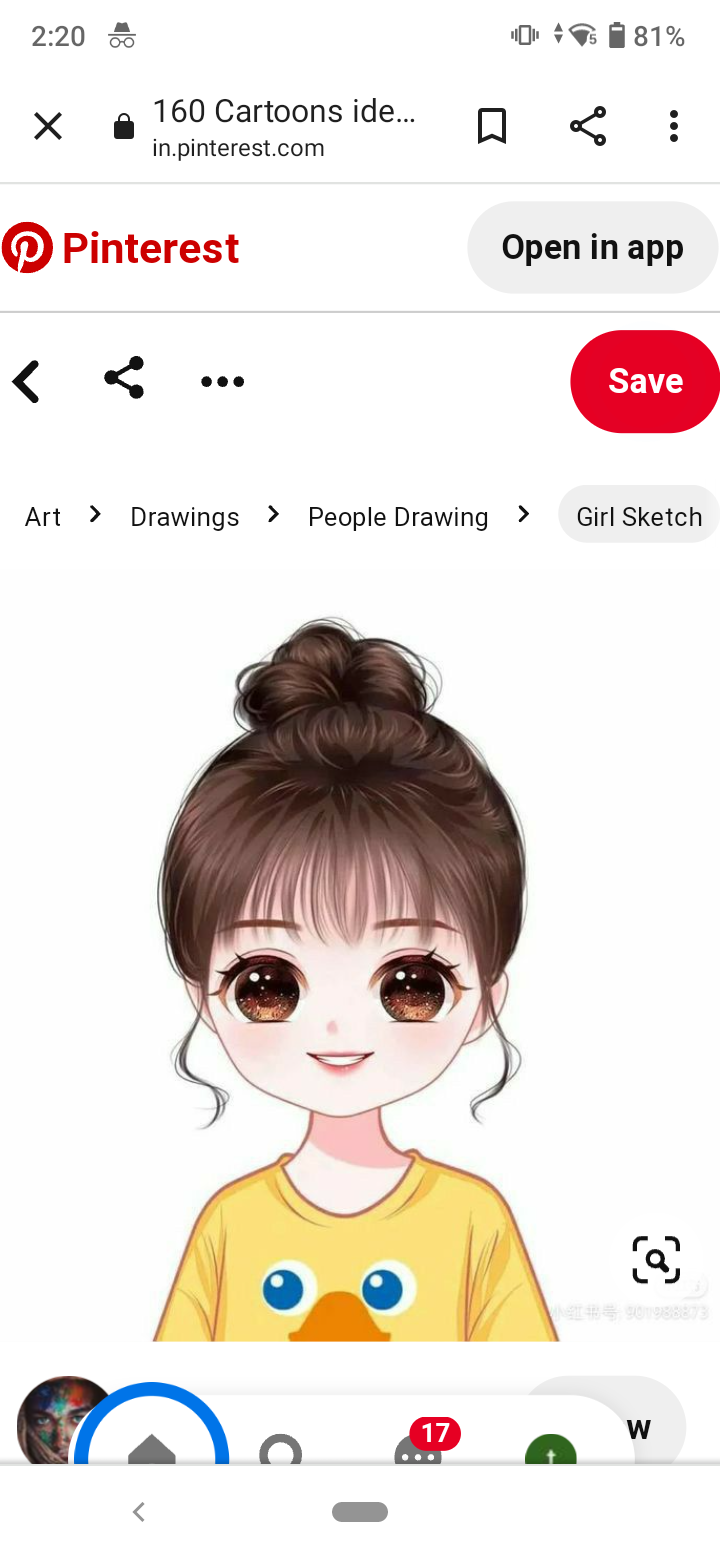 2:20
5
81%
160 Cartoons ide...
in.pinterest.com
Pinterest
Open in app
Save
Art > Drawings > People Drawing > Girl Sketch
小红书号: 901988873
w
17
t